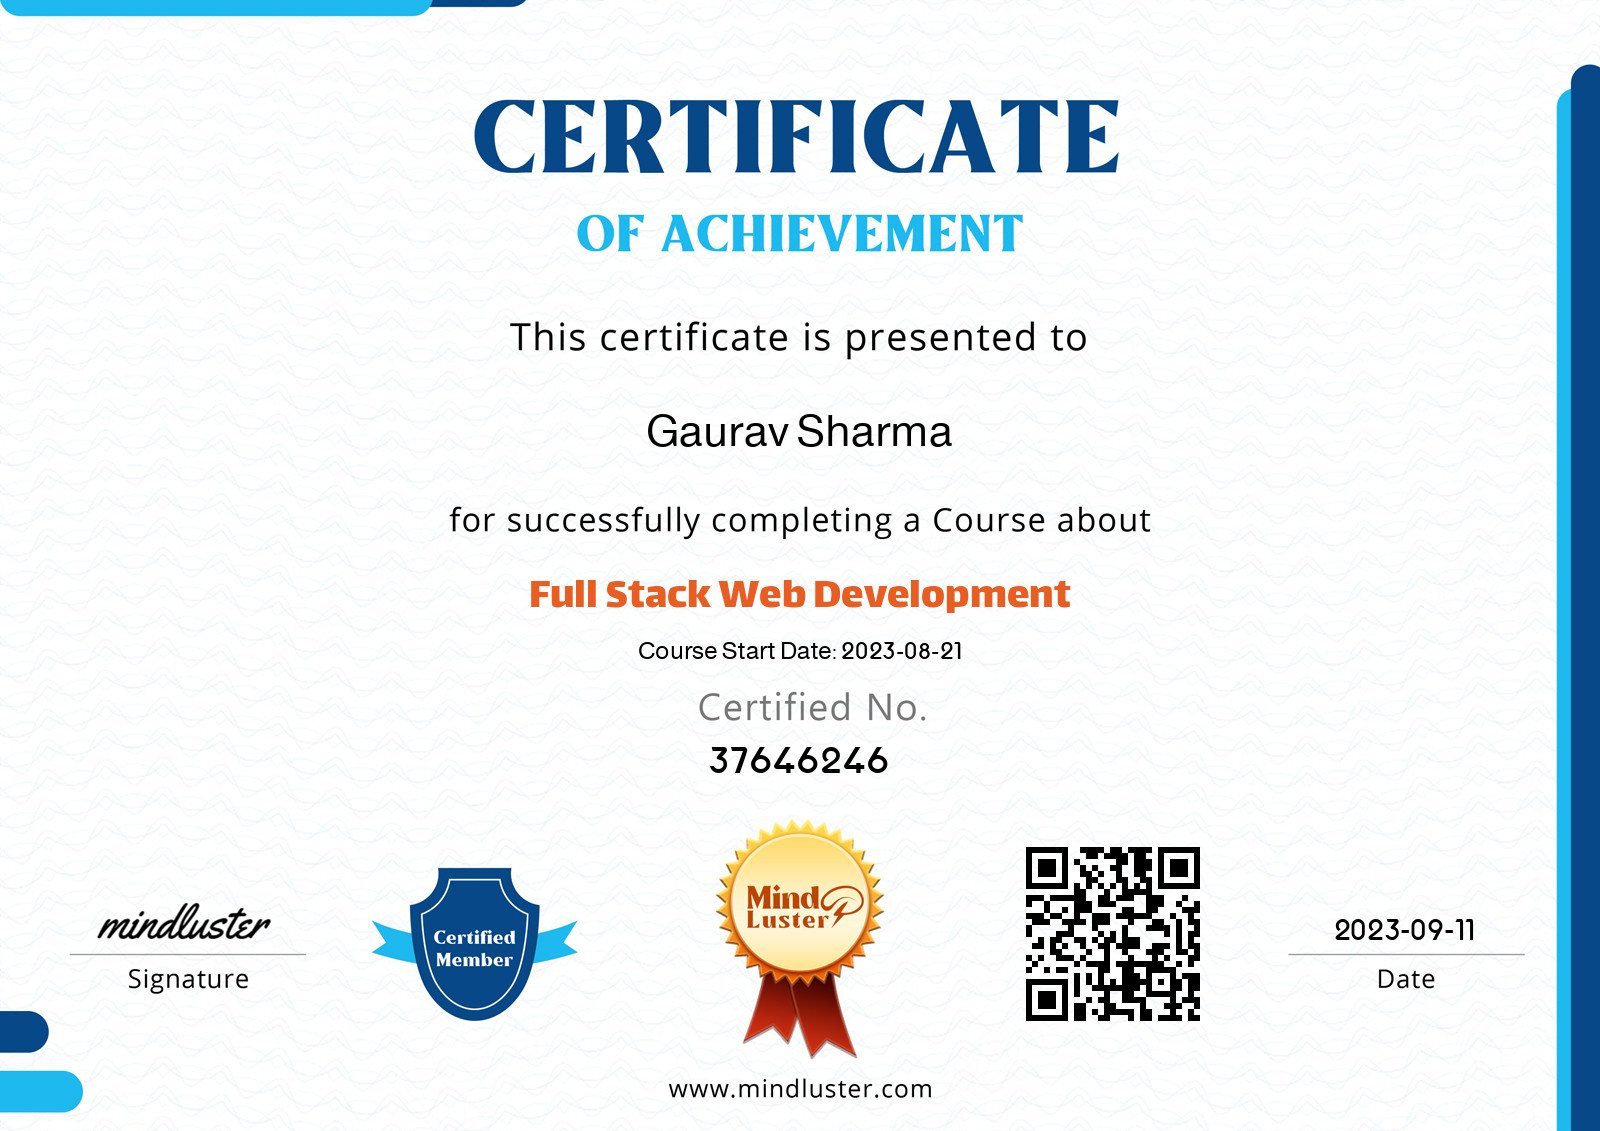 CERTIFICATE
OF ACHIEVEMENT
This certificate is presented to
Gaurav Sharma
for successfully completing a Course about
Full Stack Web Development
Course Start Date: 2023-08-21
Certified No.
37646246
mindluster
Signature
Certified
Member
Mind
Luster
2023-09-11
Date
www.mindluster.com